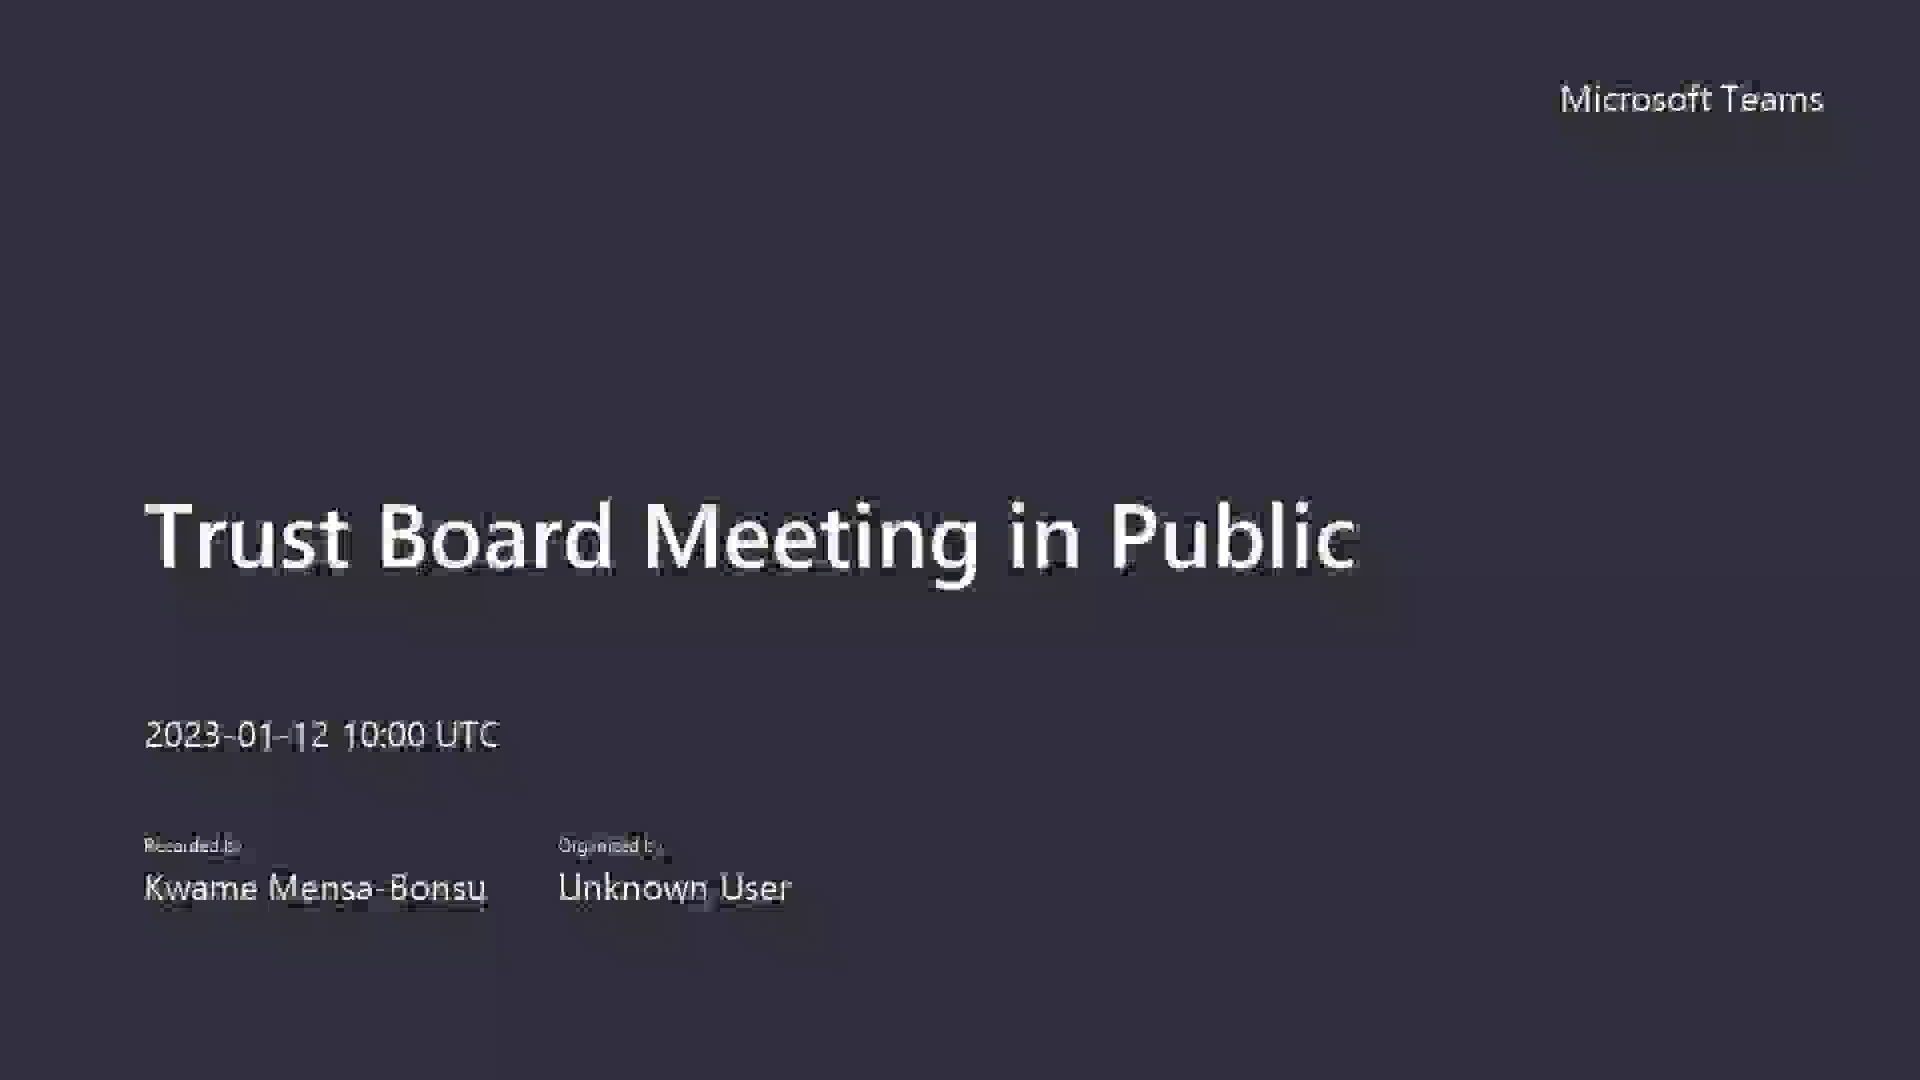 Microsoft Teams
Trust Board Meeting in Public
2023-01-12 10:00 UTC
Recorded by
Organized by
Kwame Mensa-Bonsu
Unknown User